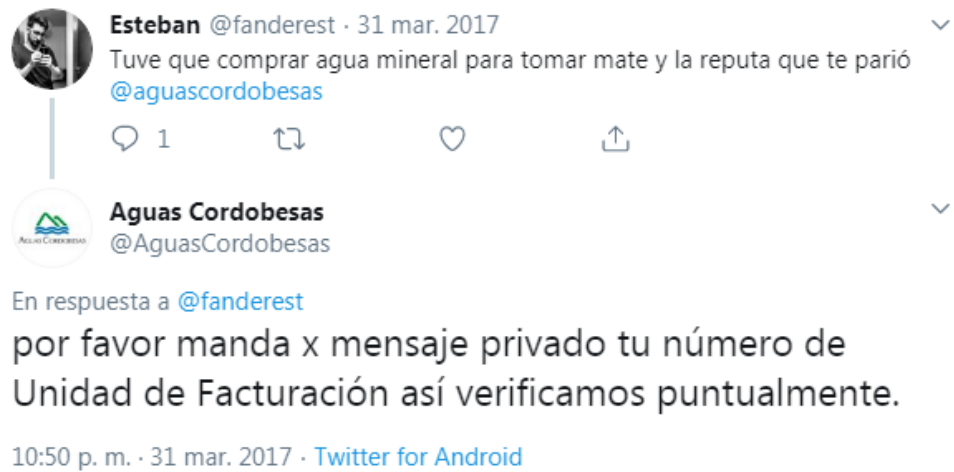 Esteban @fanderest · 31 mar. 2017
Tuve que comprar agua mineral para tomar mate y la reputa que te parió
@aguascordobesas
1
AGUAS CORDOBESAS
Aguas Cordobesas
@AguasCordobesas
En respuesta a @fanderest
por favor manda x mensaje privado tu número de
Unidad de Facturación así verificamos puntualmente.
10:50 p. m. · 31 mar. 2017 · Twitter for Android